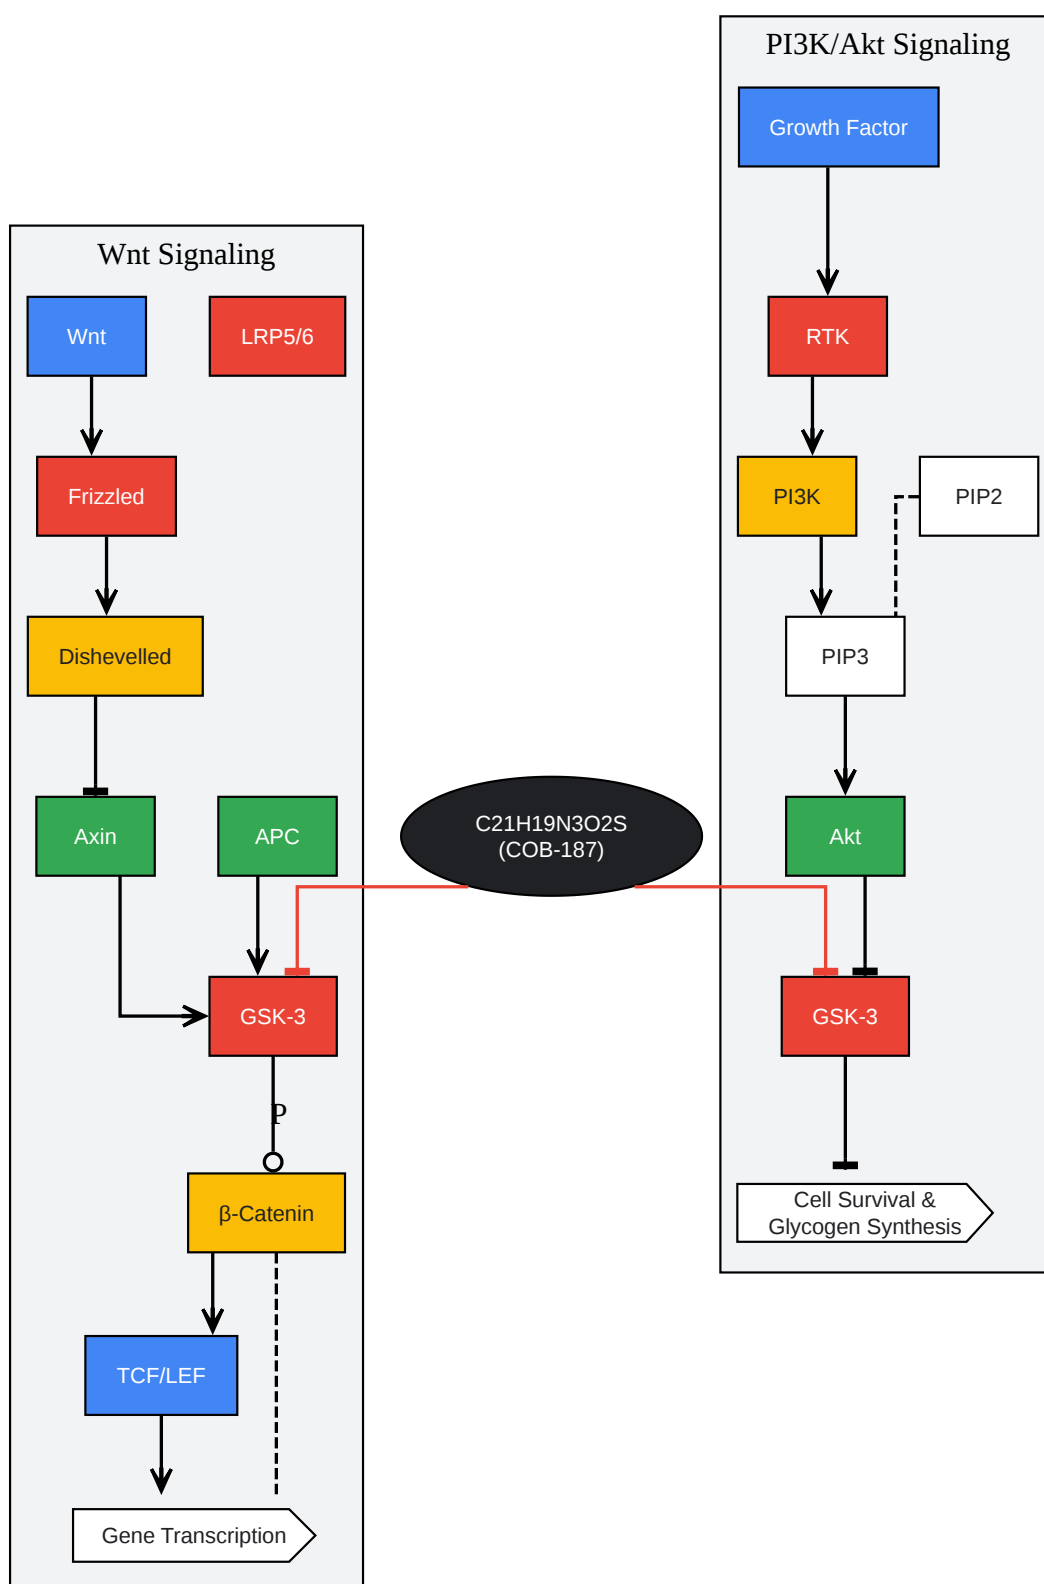 PI3K/Akt Signaling
Growth Factor
RTK
PI3K
PIP2
PIP3
Akt
GSK-3
Cell Survival &
Glycogen Synthesis
Wnt Signaling
Wnt
LRP5/6
Frizzled
Dishevelled
Axin
APC
GSK-3
P
β-Catenin
TCF/LEF
Gene Transcription
C21H19N3O2S
(COB-187)